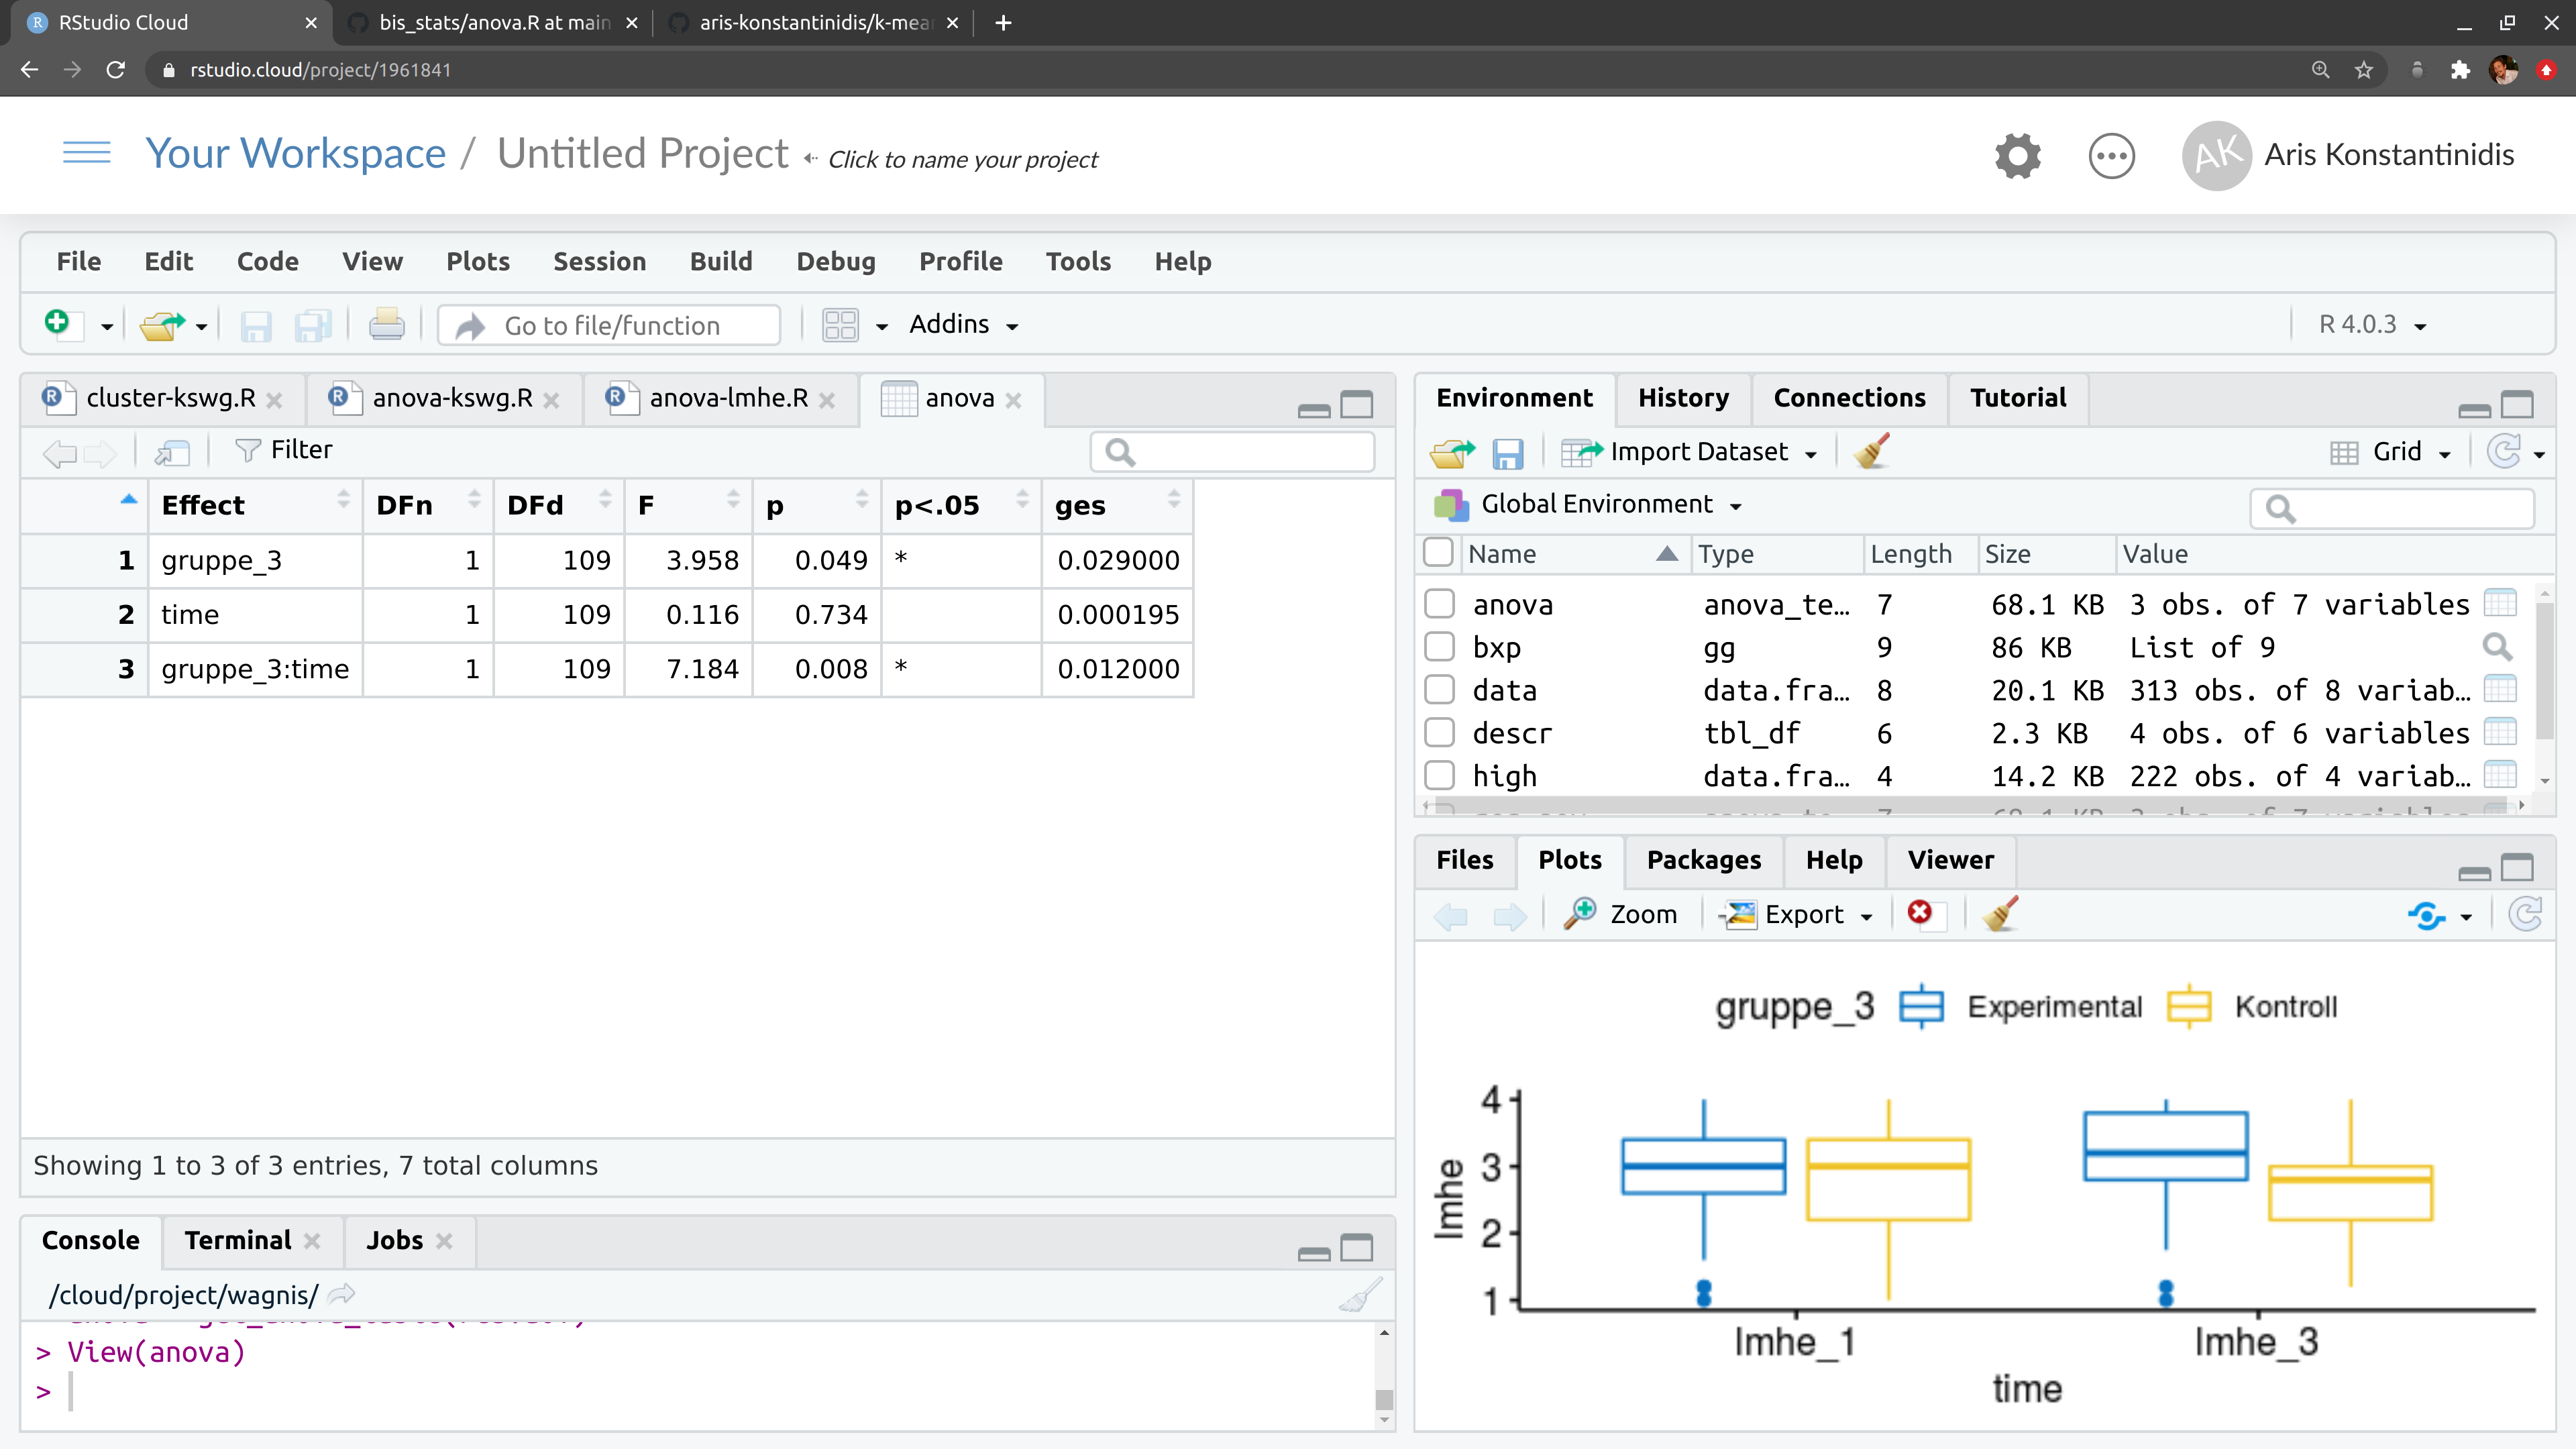 RStudio Cloud
bis_stats/anova.R at main
aris-konstantinidis/k-mea
rstudio.cloud/project/1961841
Your Workspace / Untitled Project Click to name your project
AK Aris Konstantinidis
File Edit Code View Plots Session Build Debug Profile Tools Help
Go to file/function Addins R 4.0.3
cluster-kswg.R anova-kswg.R anova-lmhe.R anova
Filter
Effect DFn DFd F p p<.05 ges
1 gruppe_3 1 109 3.958 0.049 * 0.029000
2 time 1 109 0.116 0.734 0.000195
3 gruppe_3:time 1 109 7.184 0.008 * 0.012000
Showing 1 to 3 of 3 entries, 7 total columns
Console Terminal Jobs
/cloud/project/wagnis/
> View(anova)
>
Environment History Connections Tutorial
Import Dataset Grid
Global Environment
Name Type Length Size Value
anova anova_te… 7 68.1 KB 3 obs. of 7 variables
bxp gg 9 86 KB List of 9
data data.fra… 8 20.1 KB 313 obs. of 8 variab…
descr tbl_df 6 2.3 KB 4 obs. of 6 variables
high data.fra… 4 14.2 KB 222 obs. of 4 variab…
Files Plots Packages Help Viewer
Zoom Export
gruppe_3 Experimental Kontroll
lmhe
4
3
2
1
lmhe_1 lmhe_3
time